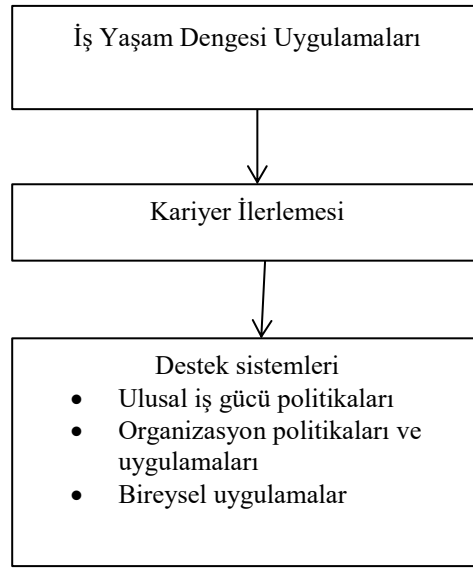 İş Yaşam Dengesi Uygulamaları
Kariyer İlerlemesi
Destek sistemleri
• Ulusal iş gücü politikaları
• Organizasyon politikaları ve
uygulamaları
• Bireysel uygulamalar